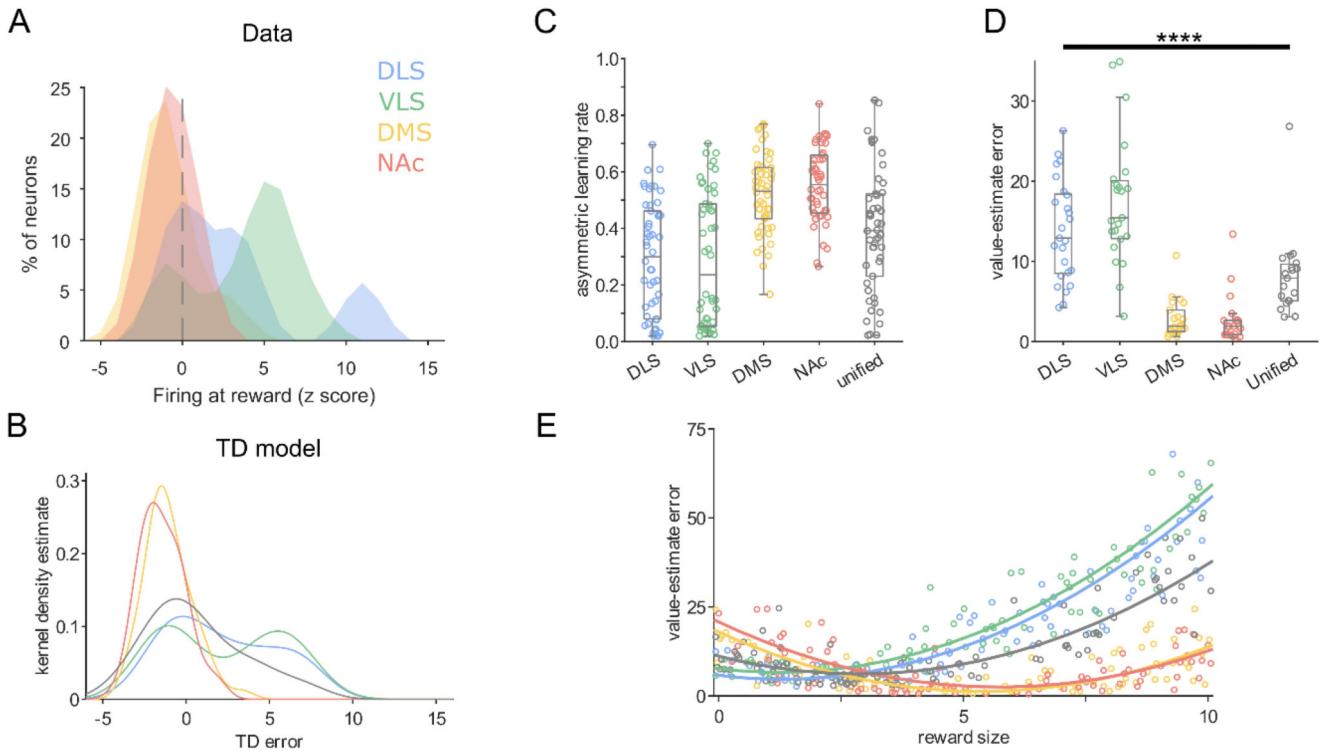 A
Data
DLS
VLS
DMS
NAc
25
20
15
10
5
0
% of neurons
-5 0 5 10 15
Firing at reward (z score)
B
TD model
0.3
0.2
0.1
0
kernel density estimate
-5 0 5 10 15
TD error
C
1.0
0.8
0.6
0.4
0.2
0.0
asymmetric learning rate
DLS VLS DMS NAc unified
D
****
30
20
10
0
value-estimate error
DLS VLS DMS NAc Unified
E
75
50
25
0
value-estimate error
0 5 10
reward size